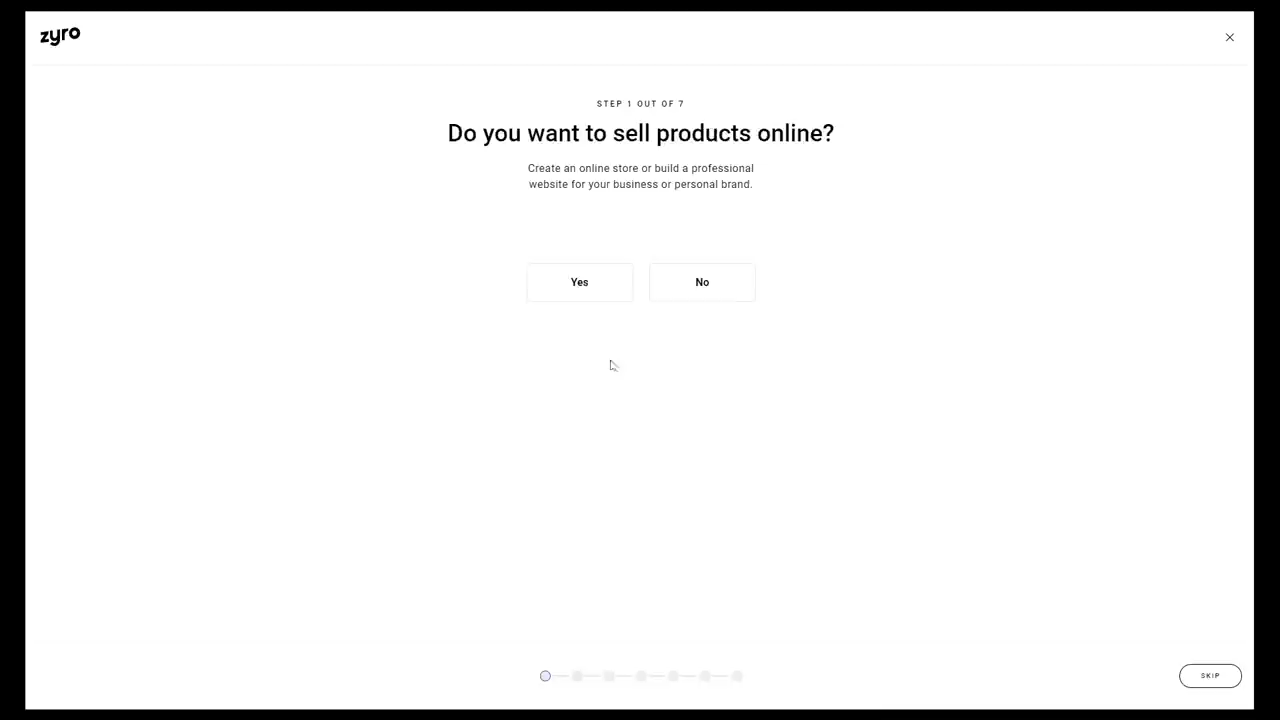 zyro
STEP 1 OUT OF 7
Do you want to sell products online?
Create an online store or build a professional
website for your business or personal brand.
Yes
No
SKIP